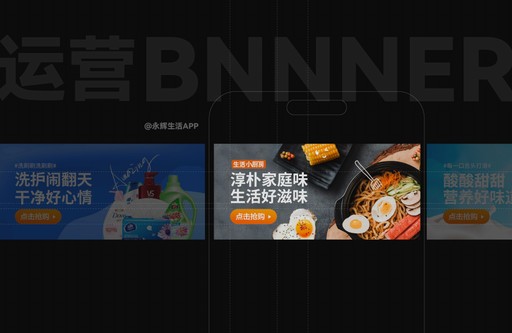 运营BNNNER
@永辉生活APP
洗护闹翻天
干净好心情
点击抢购
生活小厨房
淳朴家庭味
生活好滋味
点击抢购
酸酸甜甜
营养好味道
点击抢购